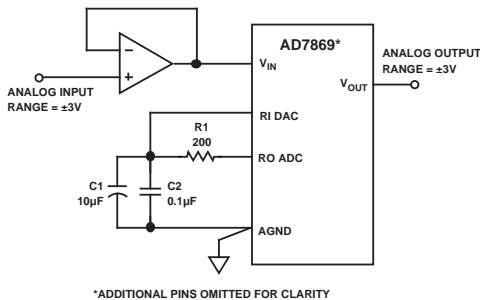 AD7869*
ANALOG INPUT
RANGE = ±3V
–
+
V_IN
ANALOG OUTPUT
RANGE = ±3V
V_OUT
RI DAC
R1
200
RO ADC
C1
10µF
C2
0.1µF
AGND
*ADDITIONAL PINS OMITTED FOR CLARITY